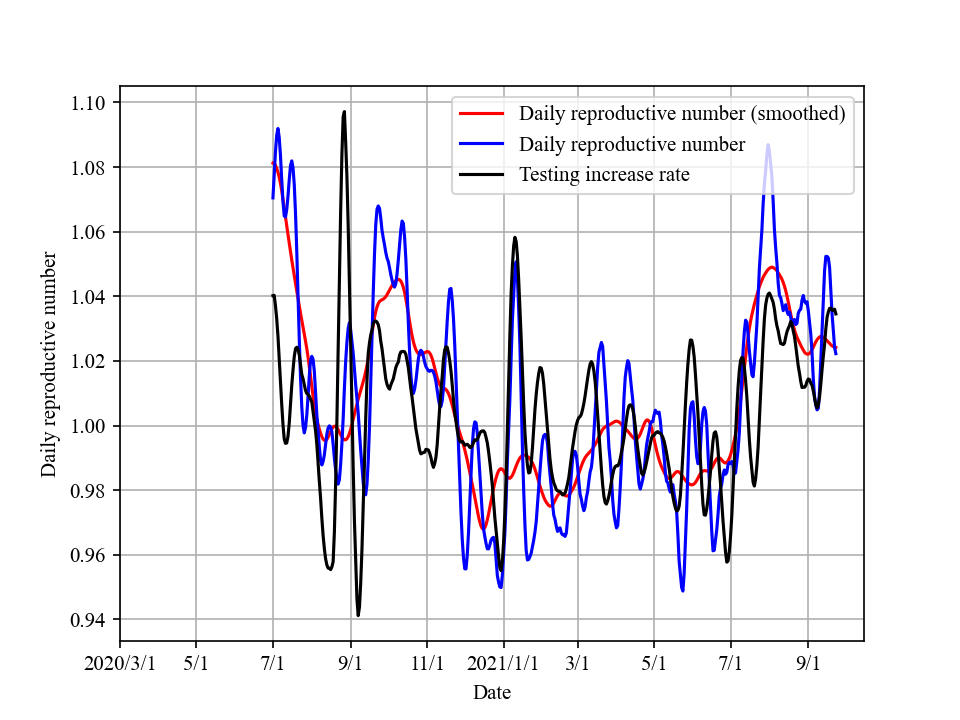 Daily reproductive number (smoothed)
Daily reproductive number
Testing increase rate
1.10
1.08
1.06
1.04
1.02
1.00
0.98
0.96
0.94
Daily reproductive number
2020/3/1 5/1 7/1 9/1 11/1 2021/1/1 3/1 5/1 7/1 9/1
Date